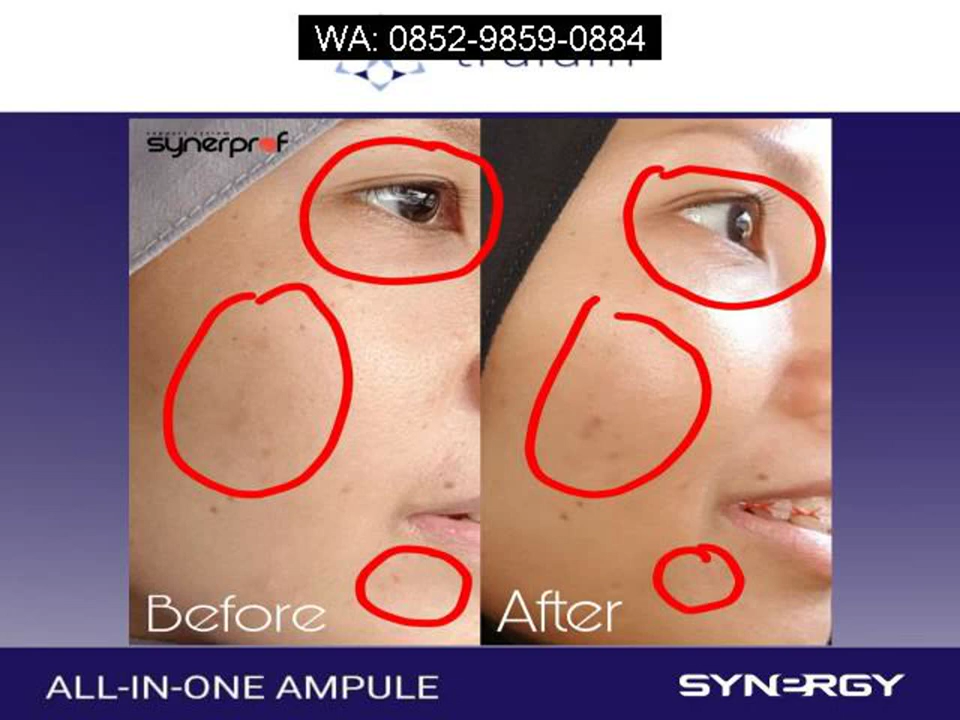 WA: 0852-9859-0884
synerprof
Before
After
ALL-IN-ONE AMPULE
SYNERGY